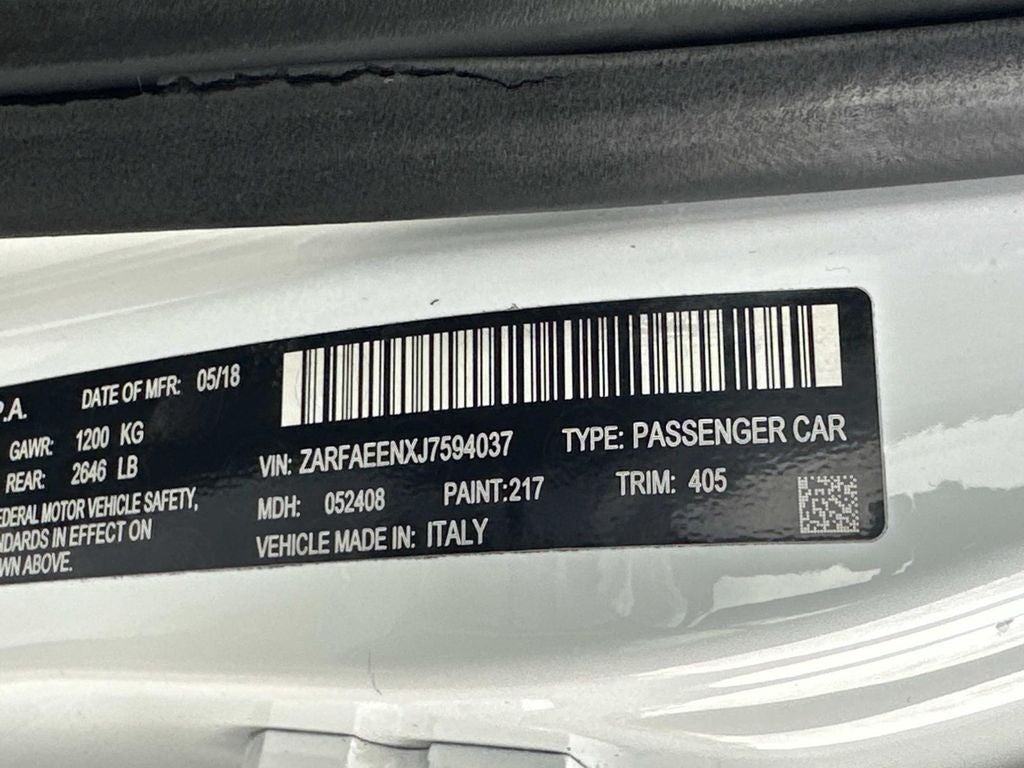 P.A. DATE OF MFR: 05/18
GAWR: 1200 KG
REAR: 2646 LB
VIN: ZARFAEENXJ7594037 TYPE: PASSENGER CAR
MDH: 052408 PAINT:217 TRIM: 405
VEHICLE MADE IN: ITALY
EDERAL MOTOR VEHICLE SAFETY,
NDARDS IN EFFECT ON
WN ABOVE.